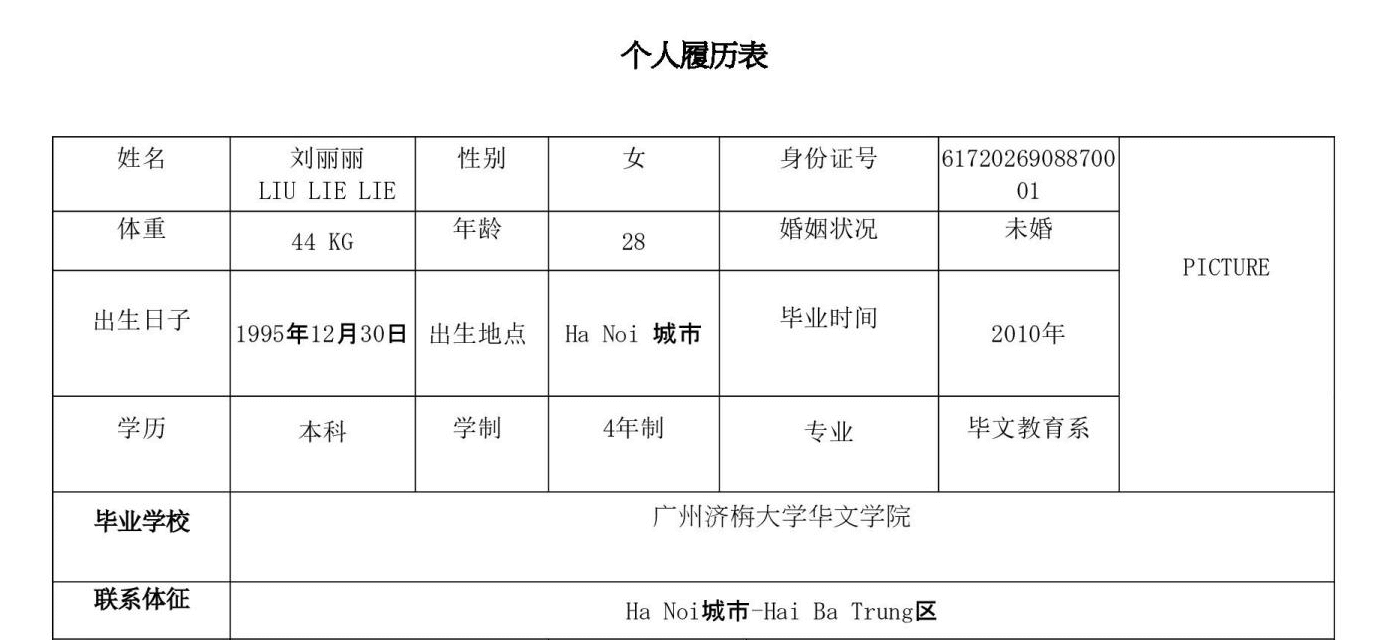 个人履历表
姓名
刘丽丽
LIU LIE LIE
性别
女
身份证号
61720269088700
01
PICTURE
体重
44 KG
年龄
28
婚姻状况
未婚
出生日子
1995年12月30日
出生地点
Ha Noi 城市
毕业时间
2010年
学历
本科
学制
4年制
专业
毕文教育系
毕业学校
广州济栴大学华文学院
联系体征
Ha Noi城市-Hai Ba Trung区